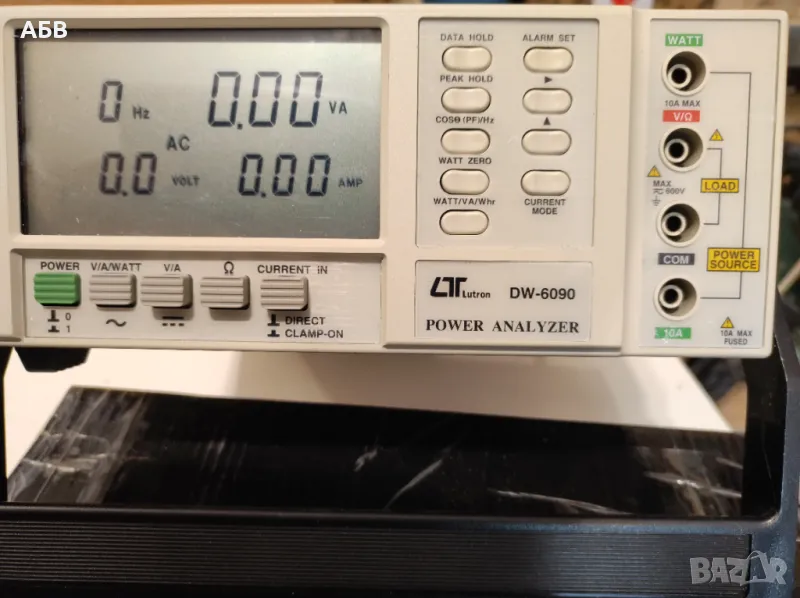 АБВ
0 Hz 0.00 VA
AC
0.0 VOLT 0.00 AMP
DATA HOLD ALARM SET
PEAK HOLD ▶
COSΘ (PF)/Hz ▲
WATT ZERO
WATT/VA/Whr CURRENT MODE
WATT
10A MAX
V/Ω
MAX.
600V
LOAD
COM
POWER SOURCE
10A
10A MAX
FUSED
POWER V/A/WATT V/A Ω CURRENT IN
0
1
DIRECT
CLAMP-ON
LT Lutron DW-6090
POWER ANALYZER
BAZAR